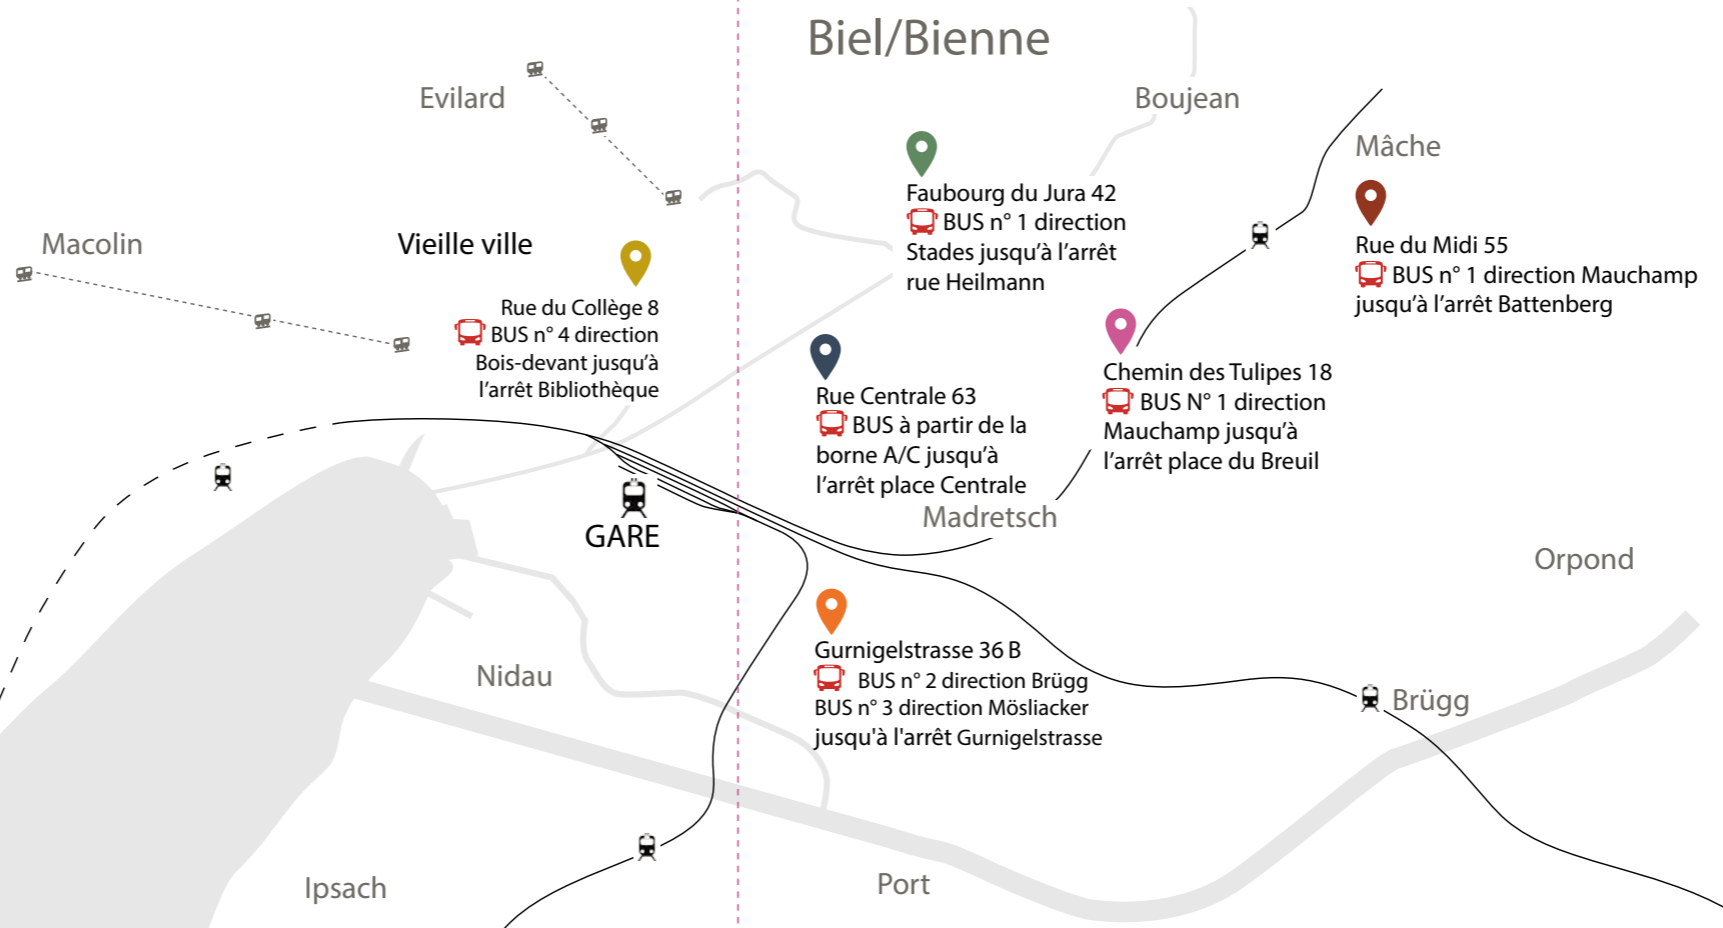 Biel/Bienne
Evilard
Boujean
Mâche
Faubourg du Jura 42
BUS n° 1 direction
Stades jusqu’à l’arrêt
rue Heilmann
Macolin
Vieille ville
Rue du Midi 55
BUS n° 1 direction Mauchamp
jusqu’à l’arrêt Battenberg
Rue du Collège 8
BUS n° 4 direction
Bois-devant jusqu’à
l’arrêt Bibliothèque
Rue Centrale 63
BUS à partir de la
borne A/C jusqu’à
l’arrêt place Centrale
Chemin des Tulipes 18
BUS N° 1 direction
Mauchamp jusqu’à
l’arrêt place du Breuil
Madretsch
GARE
Orpond
Gurnigelstrasse 36 B
BUS n° 2 direction Brügg
BUS n° 3 direction Mösliacker
jusqu'à l'arrêt Gurnigelstrasse
Nidau
Brügg
Ipsach
Port